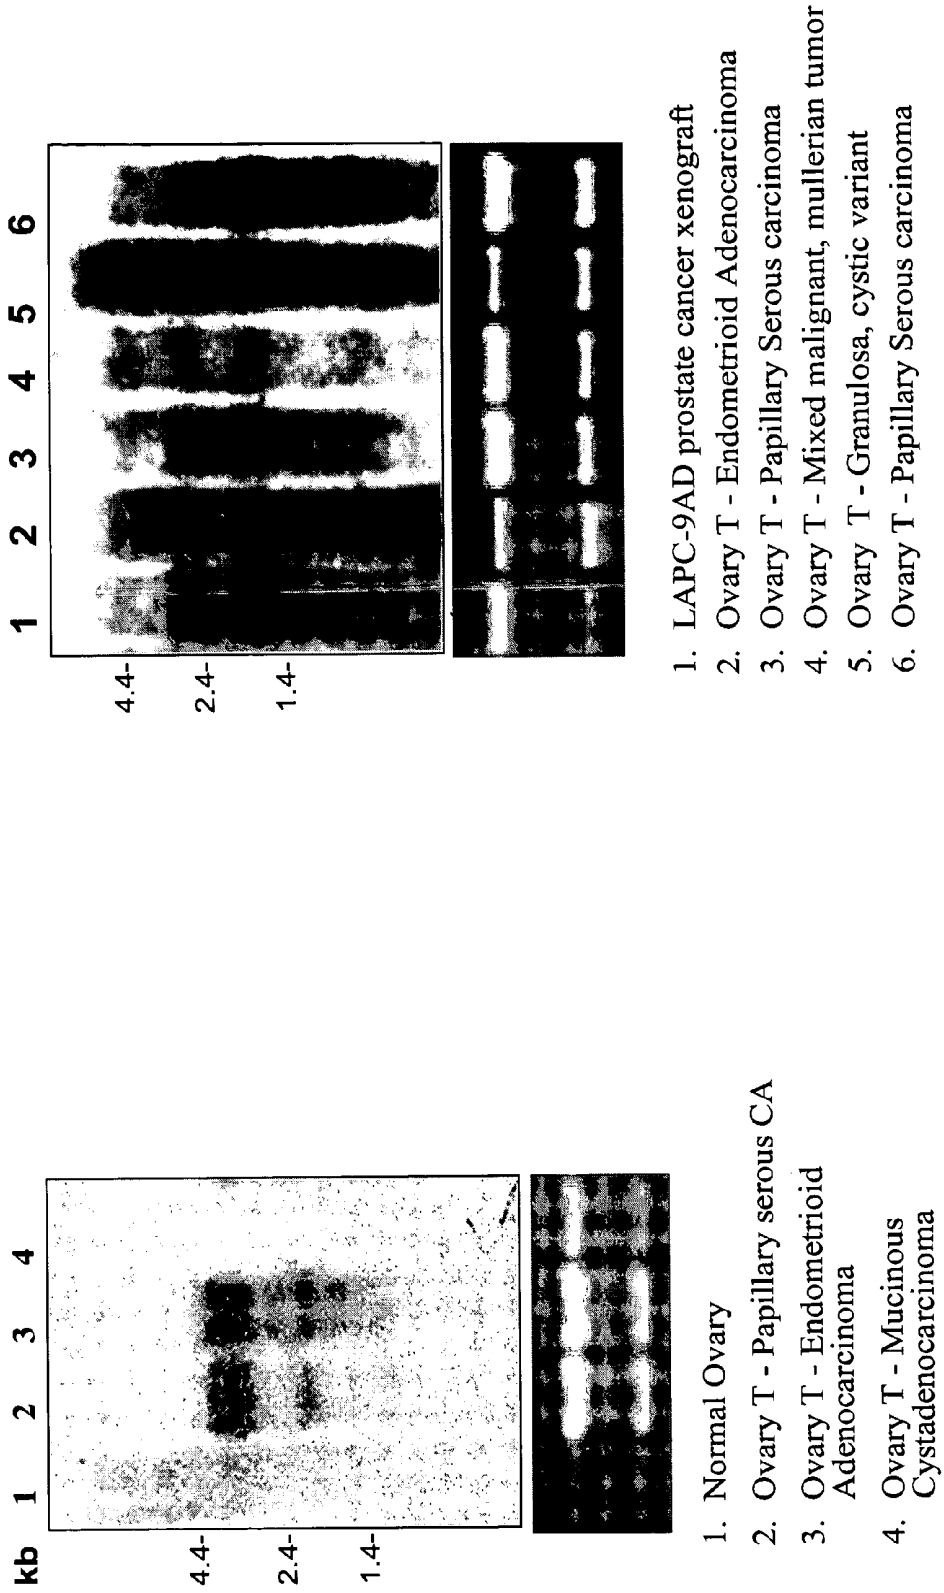 kb
1 2 3 4
4.4-
2.4-
1.4-
1. Normal Ovary
2. Ovary T - Papillary serous CA
3. Ovary T - Endometrioid
Adenocarcinoma
4. Ovary T - Mucinous
Cystadenocarcinoma
1 2 3 4 5 6
4.4-
2.4-
1.4-
1. LAPC-9AD prostate cancer xenograft
2. Ovary T - Endometrioid Adenocarcinoma
3. Ovary T - Papillary Serous carcinoma
4. Ovary T - Mixed malignant, mullerian tumor
5. Ovary T - Granulosa, cystic variant
6. Ovary T - Papillary Serous carcinoma